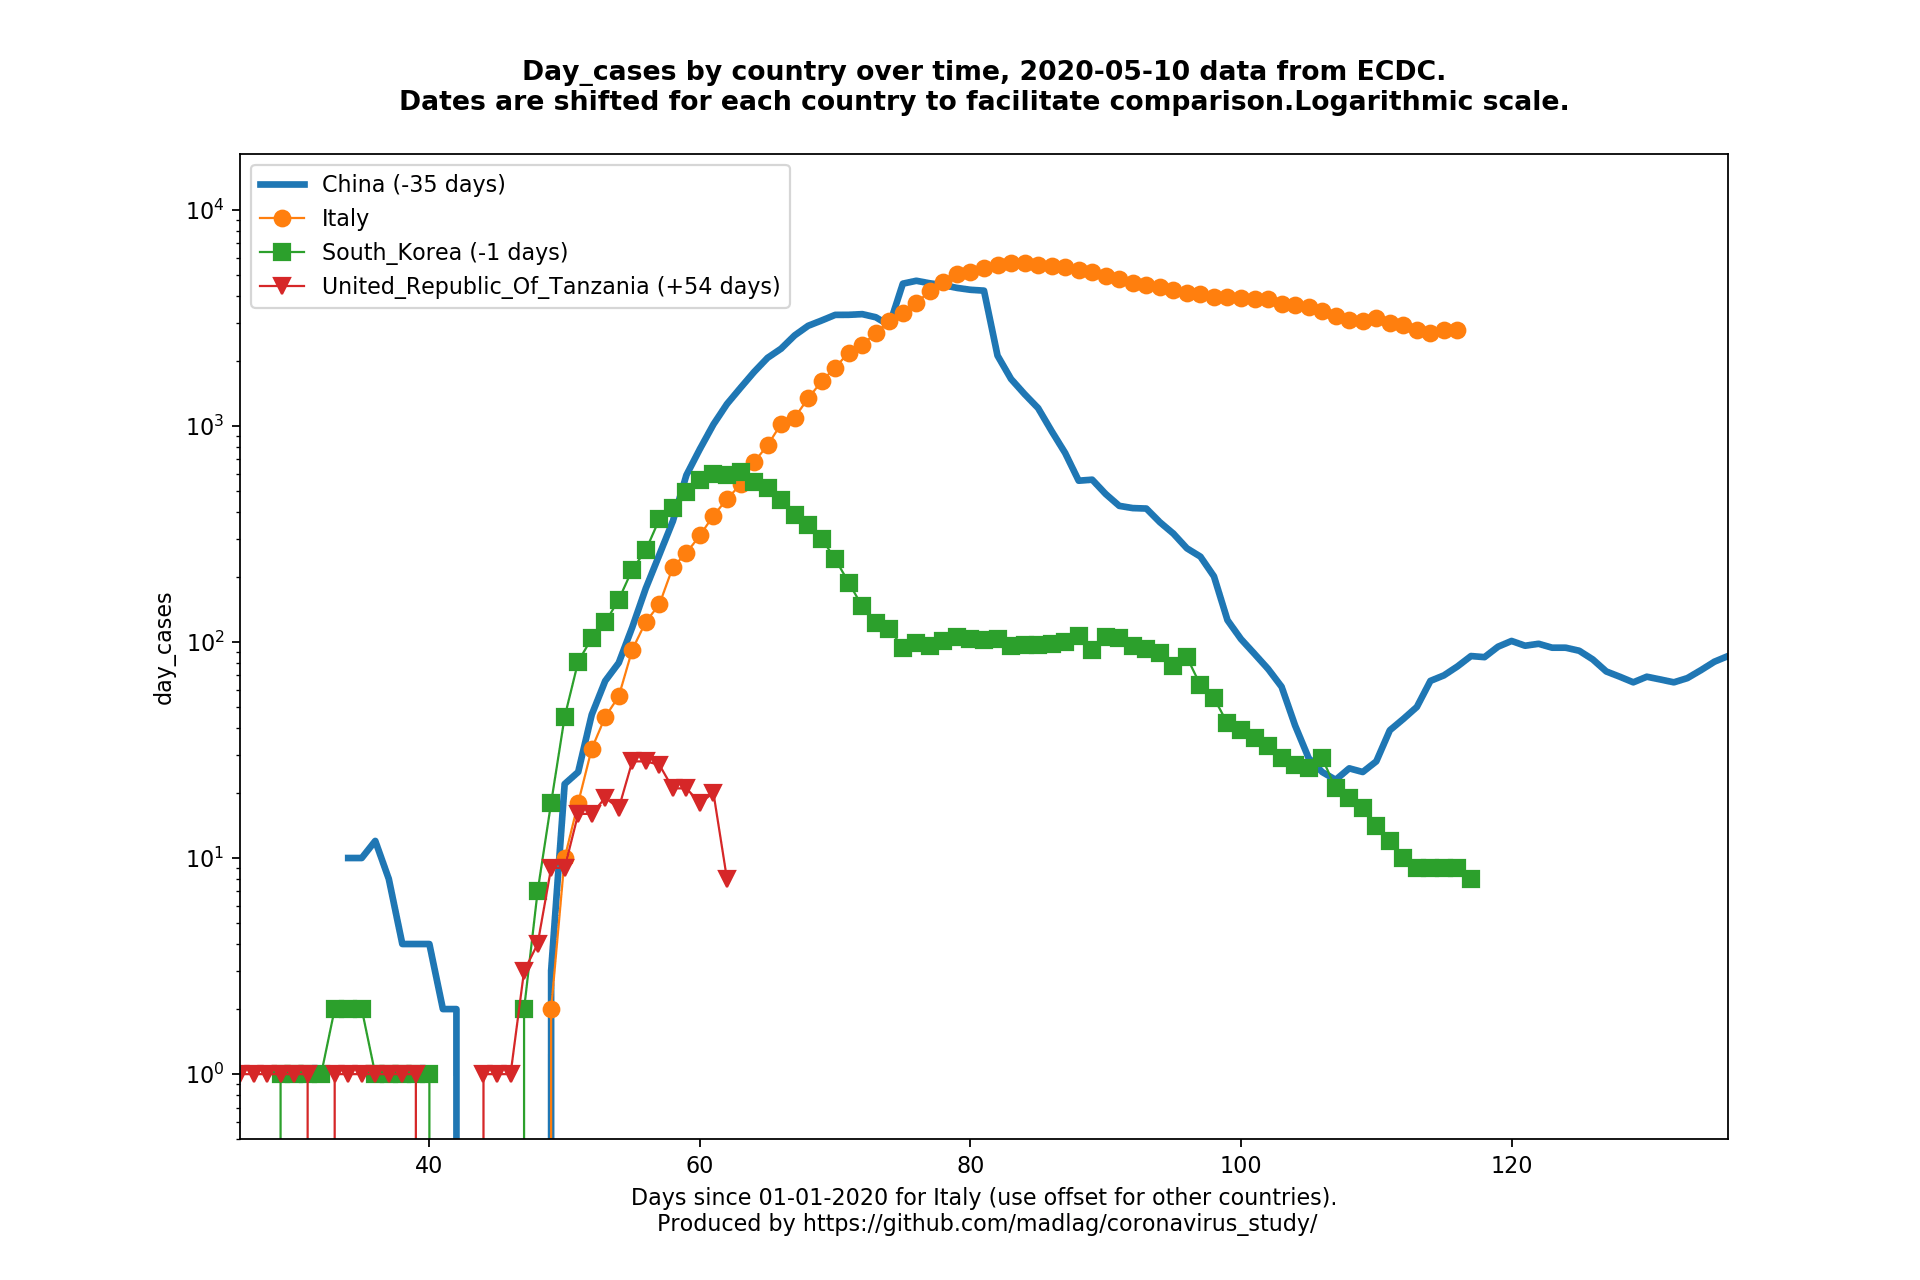 Day_cases by country over time, 2020-05-10 data from ECDC.
Dates are shifted for each country to facilitate comparison.Logarithmic scale.
China (-35 days)
Italy
South_Korea (-1 days)
United_Republic_Of_Tanzania (+54 days)
10^4
10^3
10^2
10^1
10^0
day_cases
40 60 80 100 120
Days since 01-01-2020 for Italy (use offset for other countries).
Produced by https://github.com/madlag/coronavirus_study/